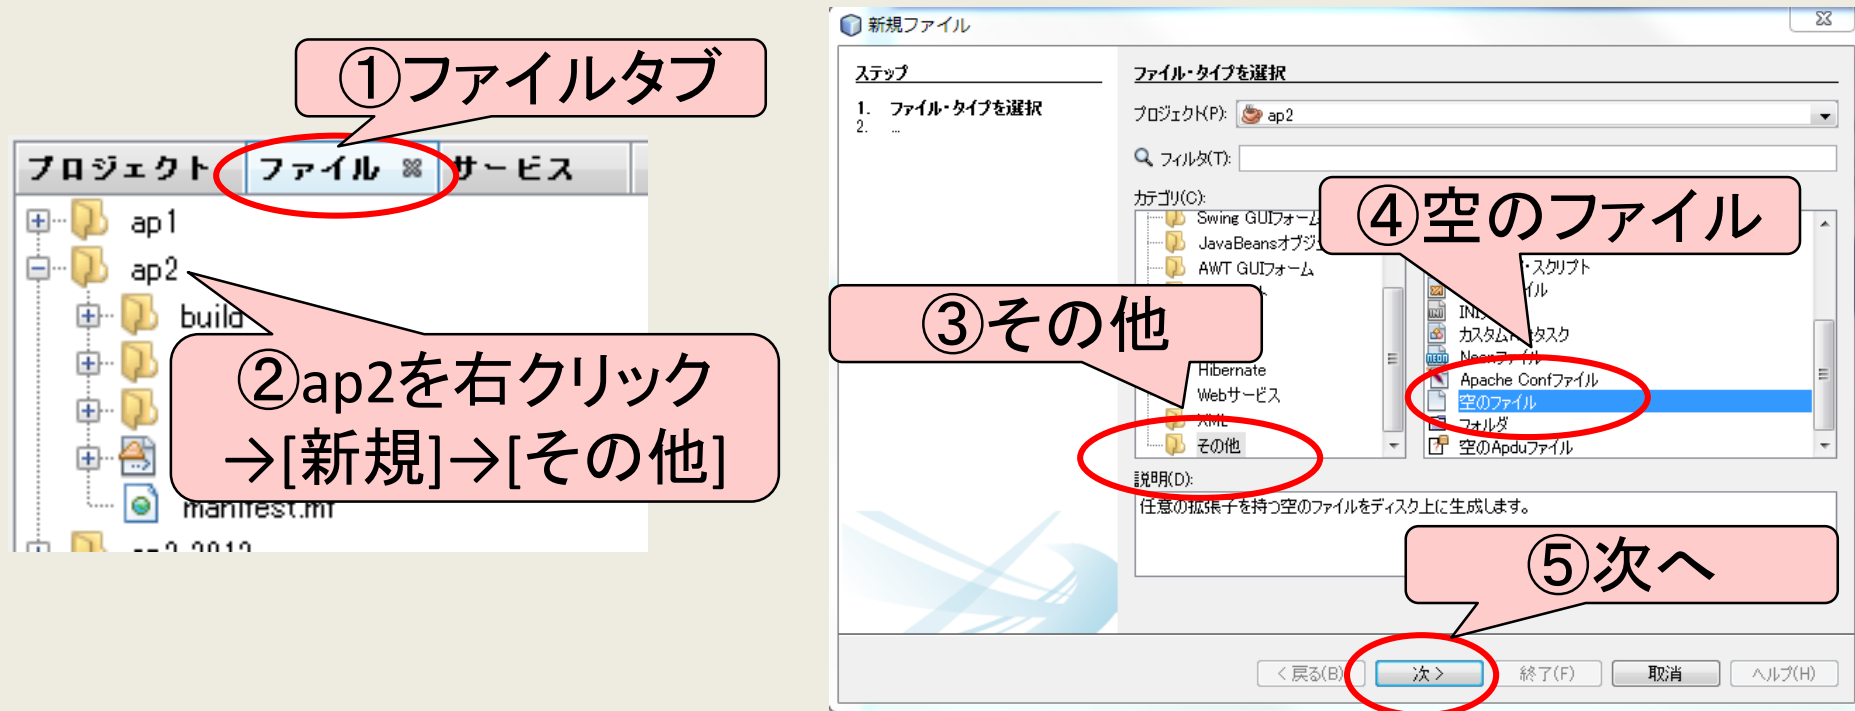 ①ファイルタブ
プロジェクト ファイル サービス
ap1
ap2
build
②ap2を右クリック
→[新規]→[その他]
manifest.mf
新規ファイル
ステップ
1. ファイル・タイプを選択
2. ...
ファイル・タイプを選択
プロジェクト(P): ap2
フィルタ(T):
カテゴリ(C):
Swing GUIフォーム
JavaBeansオブジ
AWT GUIフォーム
Hibernate
Webサービス
XML
その他
③その他
④空のファイル
・スクリプト
イル
INI
カスタム
タスク
Neonファイル
Apache Confファイル
空のファイル
フォルダ
空のApduファイル
説明(D):
任意の拡張子を持つ空のファイルをディスク上に生成します。
⑤次へ
< 戻る(B)
次 >
終了(F)
取消
ヘルプ(H)